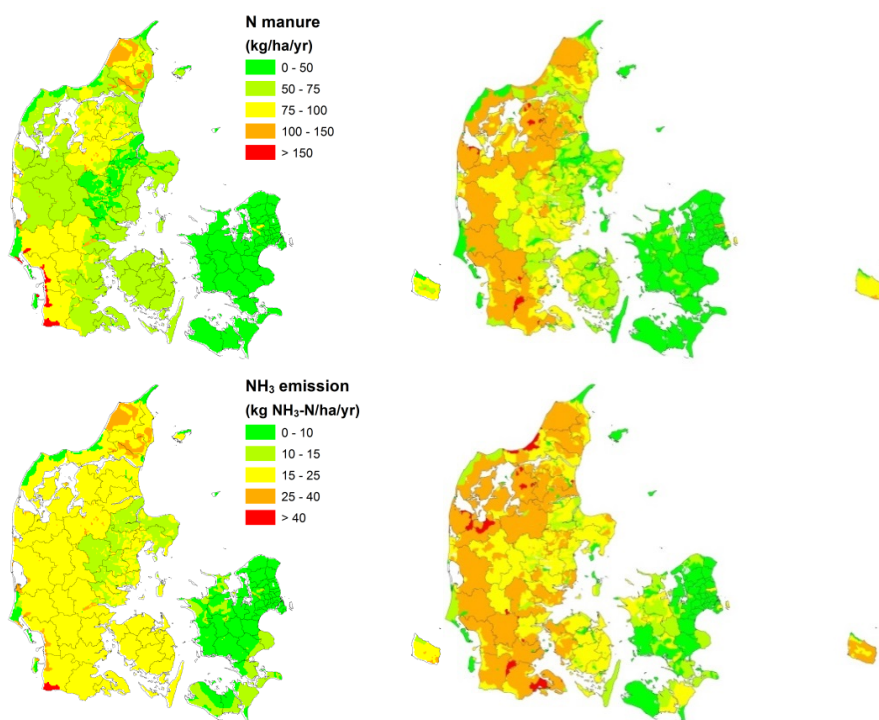 N manure
(kg/ha/yr)
0 - 50
50 - 75
75 - 100
100 - 150
> 150
NH₃ emission
(kg NH₃-N/ha/yr)
0 - 10
10 - 15
15 - 25
25 - 40
> 40